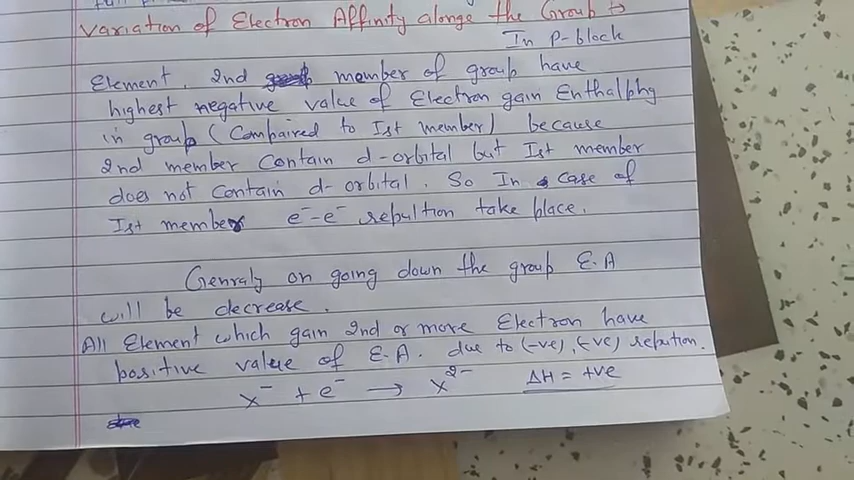 Variation of Electron Affinity alonge the Group to
In P-block
Element. 2nd member of group have
highest negative value of Electron gain Enthalphy
in group (Compaired to Ist member) because
2nd member contain d-orbital but Ist member
does not contain d-orbital. So In case of
Ist member e⁻-e⁻ repultion take place.
Genraly on going down the group E.A
will be decrease.
All Element which gain 2nd or more Electron have
positive value of E.A. due to (-ve), (-ve) repution.
x⁻ + e⁻ → x²⁻ ΔH = +ve